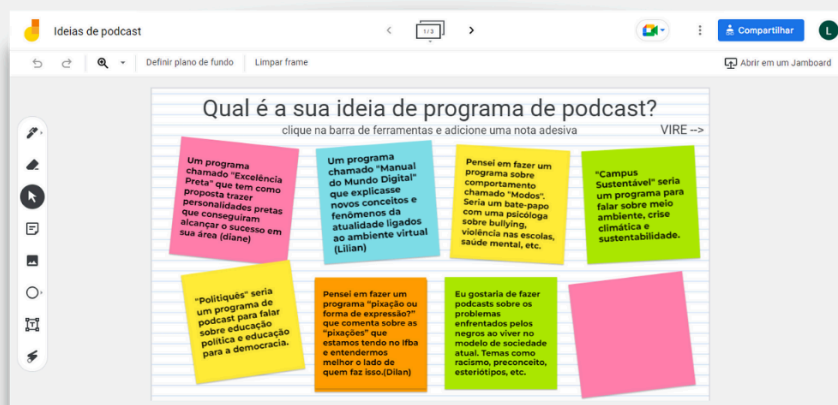 Ideias de podcast
1/3
Compartilhar
L
Definir plano de fundo
Limpar frame
Abrir em um Jamboard
Qual é a sua ideia de programa de podcast?
clique na barra de ferramentas e adicione uma nota adesiva
VIRE -->
Um programa
chamado "Excelência
Preta" que tem como
proposta trazer
personalidades pretas
que conseguiram
alcançar o sucesso em
sua área (diane)
Um programa
chamado "Manual
do Mundo Digital"
que explicasse
novos conceitos e
fenômenos da
atualidade ligados
ao ambiente virtual
(Lilian)
Pensei em fazer um
programa sobre
comportamento
chamado "Modos".
Seria um bate-papo
com uma psicóloga
sobre bullying,
violência nas escolas,
saúde mental, etc.
"Campus
Sustentável" seria
um programa para
falar sobre meio
ambiente, crise
climática e
sustentabilidade.
"Politiquês" seria
um programa de
podcast para falar
sobre educação
política e educação
para a democracia.
Pensei em fazer um
programa "pixação ou
forma de expressão?"
que comenta sobre as
"pixações" que
estamos tendo no Ifba
e entendermos
melhor o lado de
quem faz isso.(Dilan)
Eu gostaria de fazer
podcasts sobre os
problemas
enfrentados pelos
negros ao viver no
modelo de sociedade
atual. Temas como
racismo, preconceito,
esteriótipos, etc.